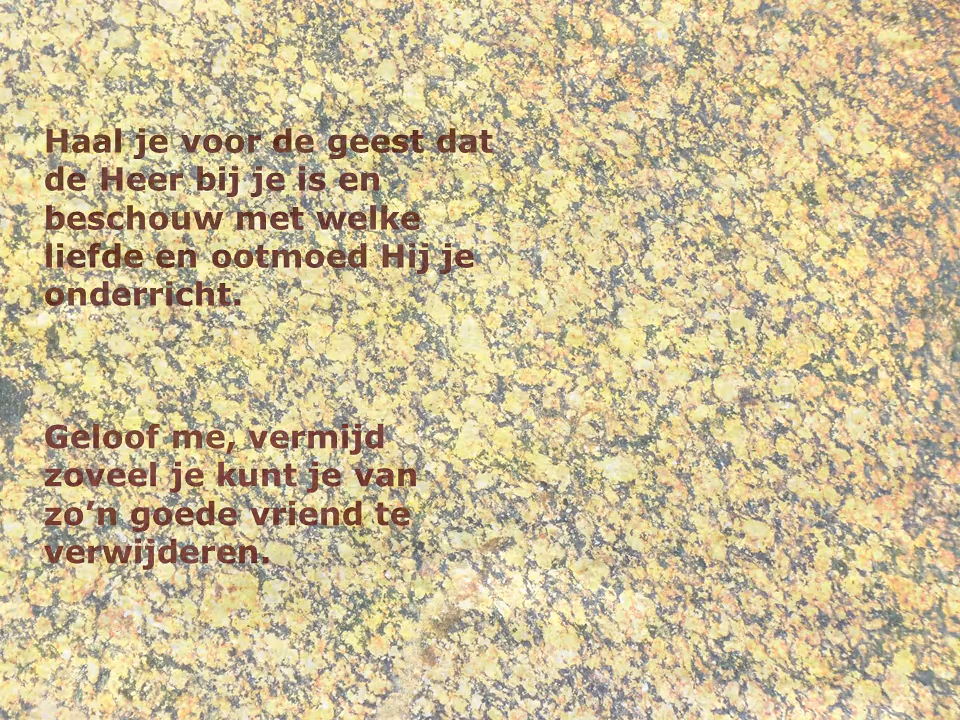 Haal je voor de geest dat
de Heer bij je is en
beschouw met welke
liefde en ootmoed Hij je
onderricht.
Geloof me, vermijd
zoveel je kunt je van
zo’n goede vriend te
verwijderen.